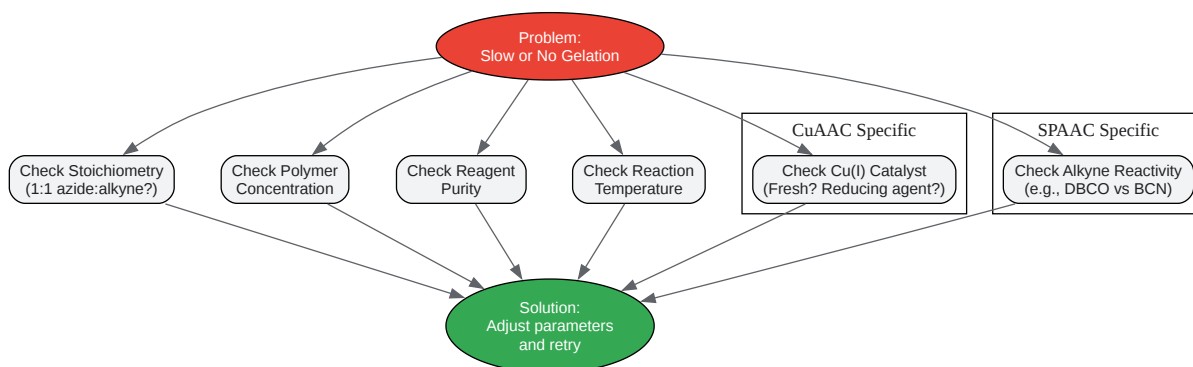 Problem:
Slow or No Gelation
CuAAC Specific
SPAAC Specific
Check Stoichiometry
(1:1 azide:alkyne?)
Check Polymer
Concentration
Check Reagent
Purity
Check Reaction
Temperature
Check Cu(I) Catalyst
(Fresh? Reducing agent?)
Check Alkyne Reactivity
(e.g., DBCO vs BCN)
Solution:
Adjust parameters
and retry